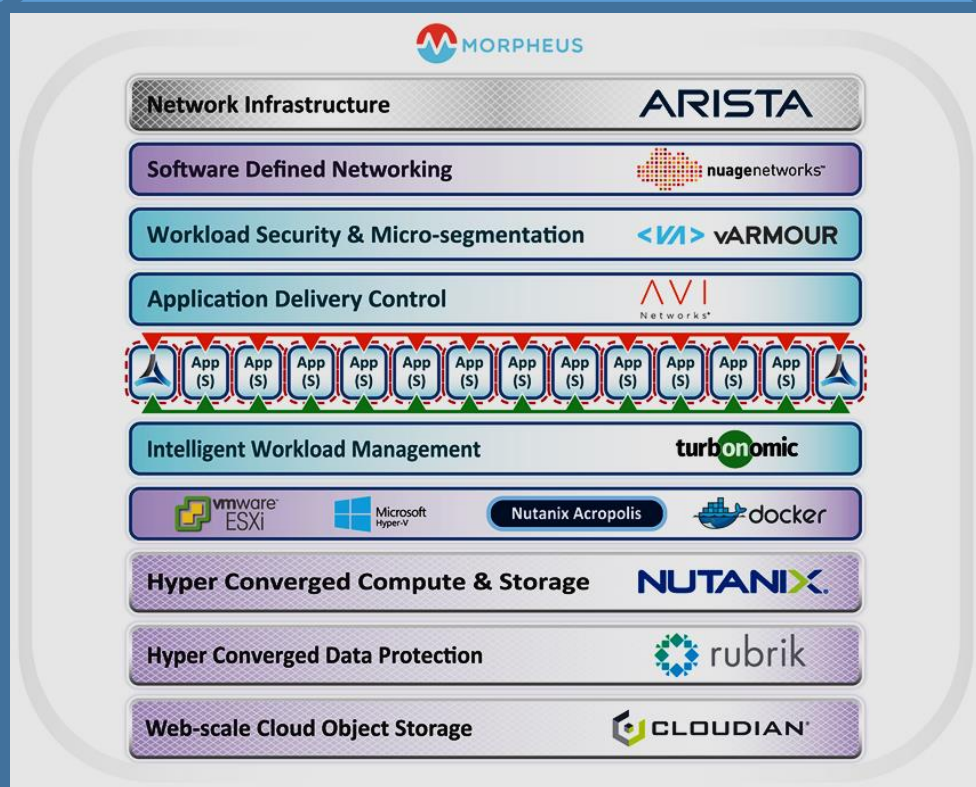 MORPHEUS
Network Infrastructure ARISTA
Software Defined Networking nuagenetworks™
Workload Security & Micro-segmentation <VA> vARMOUR
Application Delivery Control AVI
Networks
App App App App App App App App App App App App
(S) (S) (S) (S) (S) (S) (S) (S) (S) (S) (S) (S)
Intelligent Workload Management turbonomic
vmware ESXi Microsoft Hyper-V Nutanix Acropolis docker
Hyper Converged Compute & Storage NUTANIX.
Hyper Converged Data Protection rubrik
Web-scale Cloud Object Storage CLOUDIAN